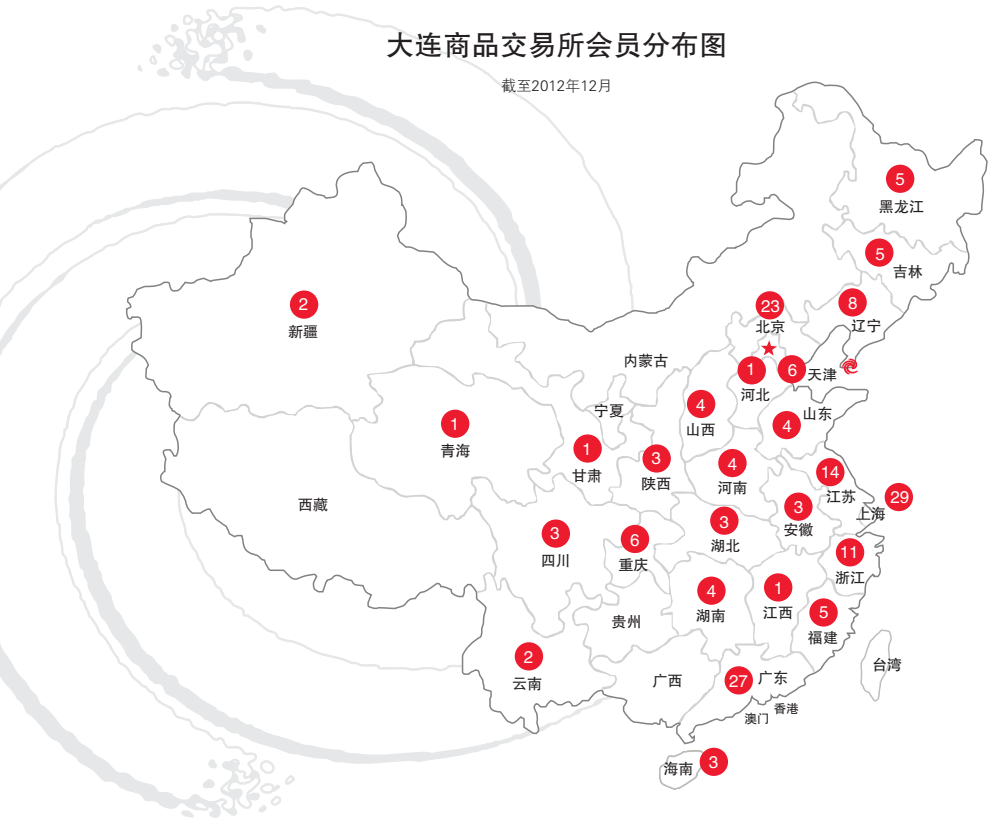 大连商品交易所会员分布图
截至2012年12月
5
黑龙江
5
吉林
8
辽宁
23
北京
2
新疆
内蒙古
1
河北
6
天津
宁夏
4
山西
山东
4
1
青海
1
甘肃
3
陕西
4
河南
14
江苏
29
上海
3
安徽
西藏
3
四川
6
重庆
3
湖北
11
浙江
4
湖南
1
江西
5
福建
贵州
2
云南
广西
27
广东
台湾
香港
澳门
海南
3